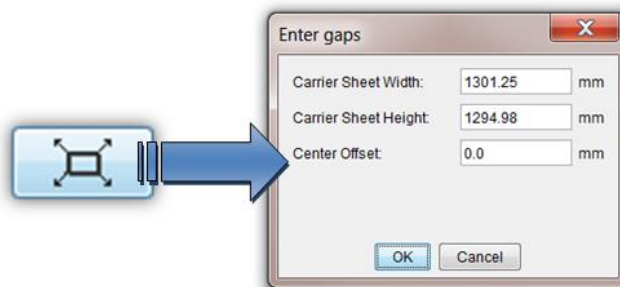 Enter gaps
Carrier Sheet Width: 1301.25 mm
Carrier Sheet Height: 1294.98 mm
Center Offset: 0.0 mm
OK Cancel